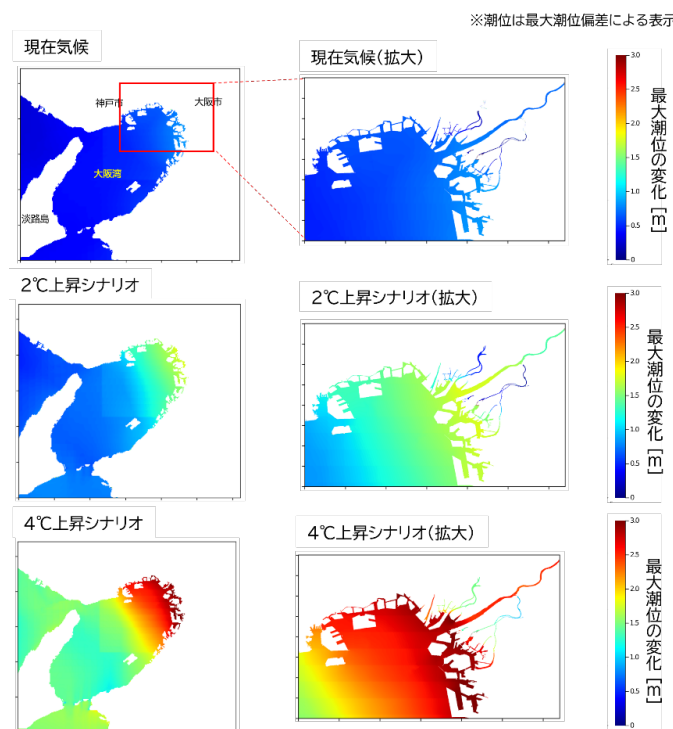 ※潮位は最大潮位偏差による表示
現在気候
現在気候(拡大)
神戸市
大阪市
大阪湾
淡路島
3.0
2.5
2.0
1.5
1.0
0.5
0
最大潮位の変化 [m]
2℃上昇シナリオ
2℃上昇シナリオ(拡大)
3.0
2.5
2.0
1.5
1.0
0.5
0
最大潮位の変化 [m]
4℃上昇シナリオ
4℃上昇シナリオ(拡大)
3.0
2.5
2.0
1.5
1.0
0.5
0
最大潮位の変化 [m]